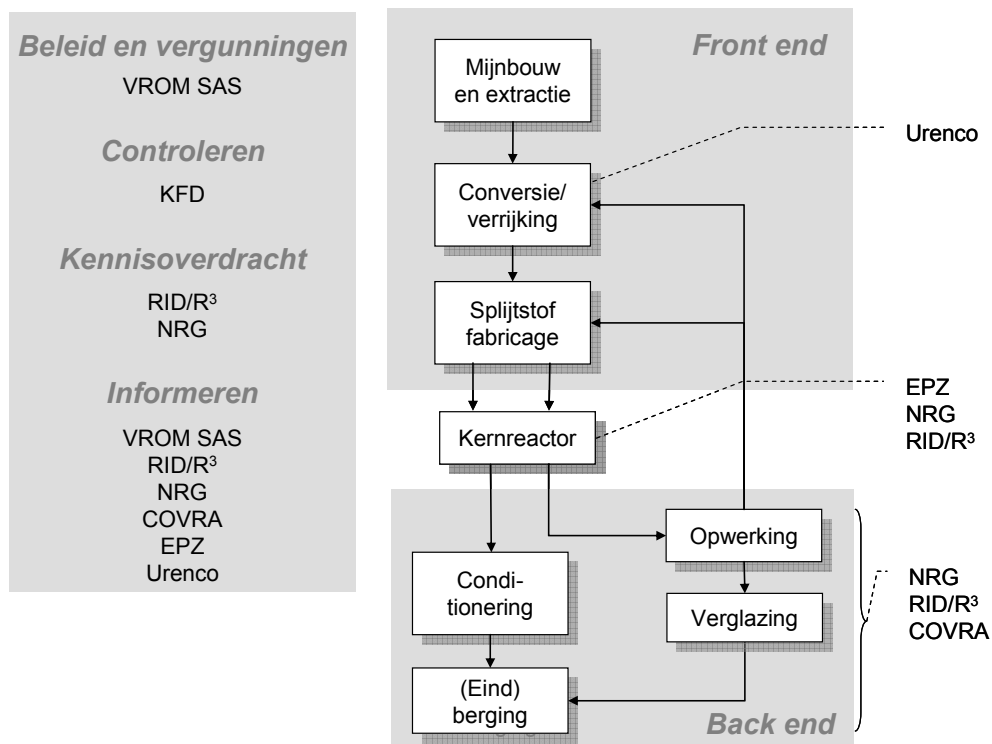 Beleid en vergunningen
VROM SAS
Controleren
KFD
Kennisoverdracht
RID/R³
NRG
Informeren
VROM SAS
RID/R³
NRG
COVRA
EPZ
Urenco
Front end
Mijnbouw
en extractie
Conversie/
verrijking
Splijtstof
fabricage
Kernreactor
Urenco
EPZ
NRG
RID/R³
Opwerking
Condi-
tionering
Verglazing
(Eind)
berging
Back end
NRG
RID/R³
COVRA